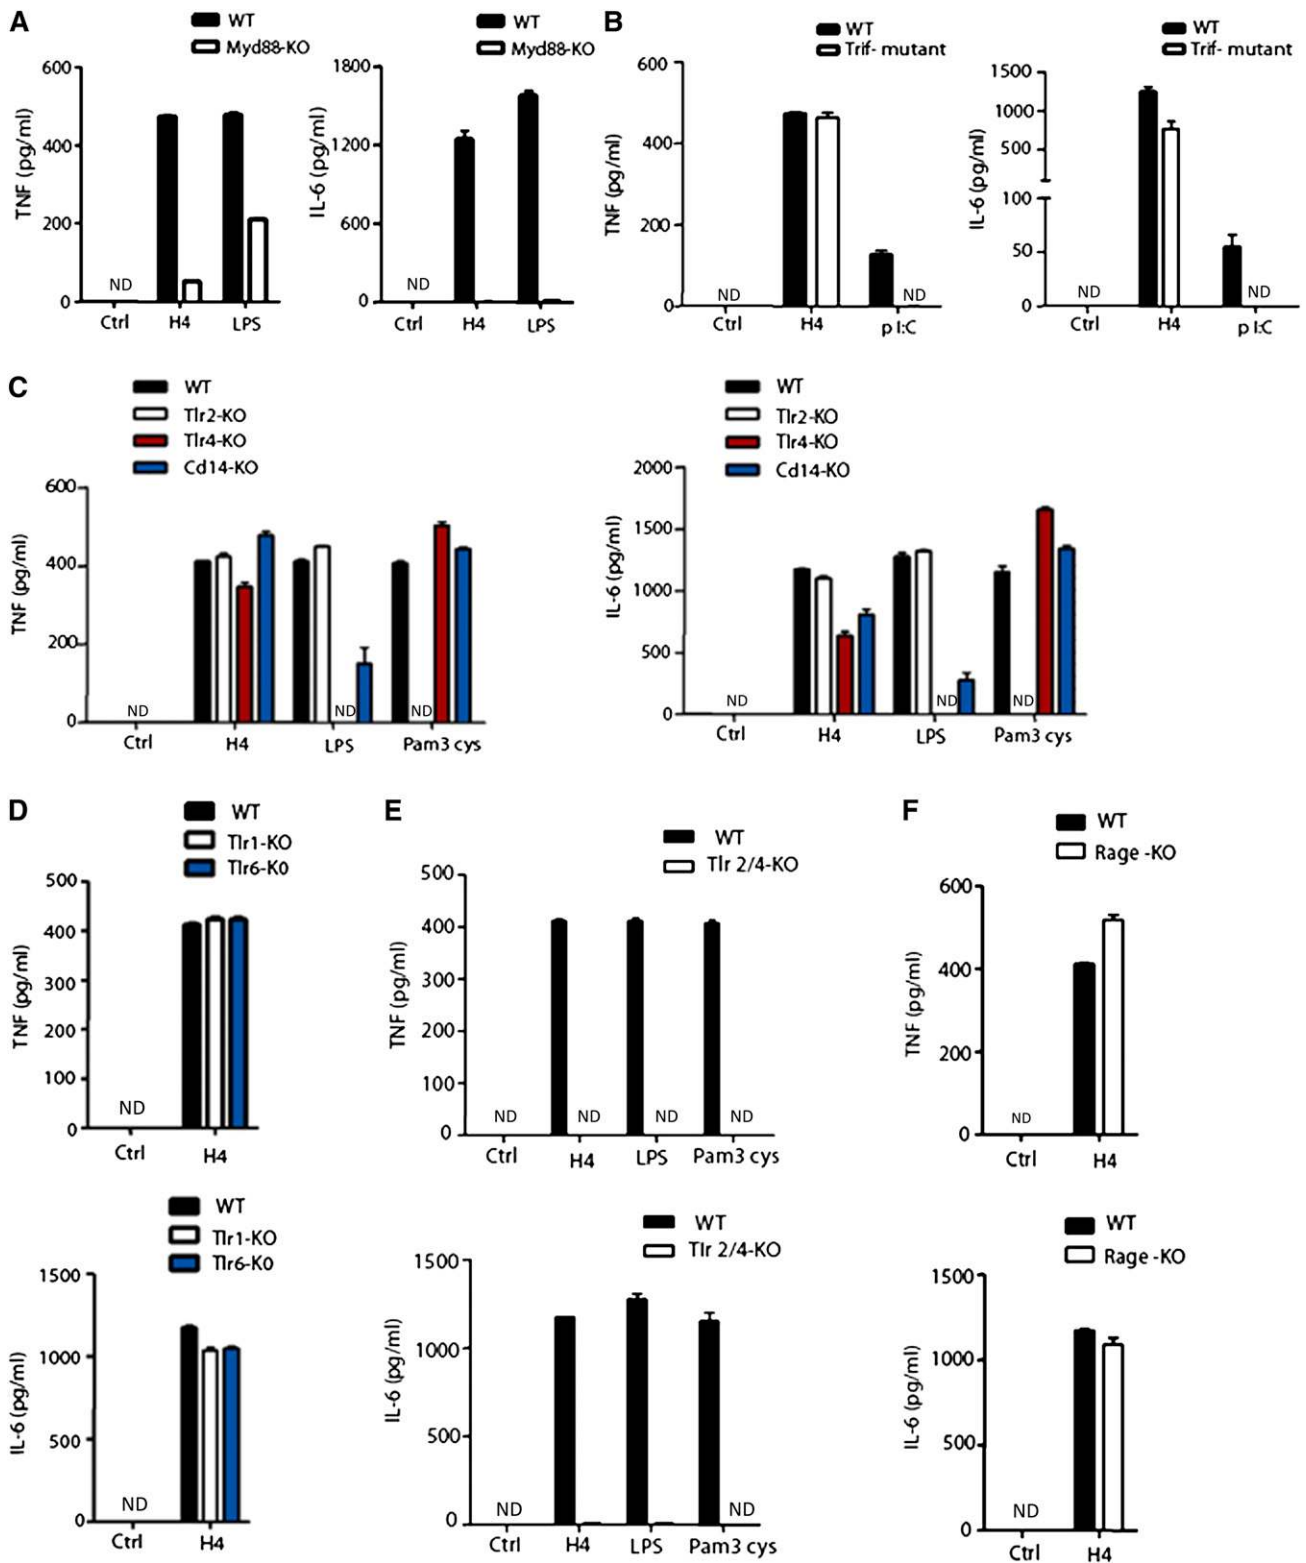 A
WT
Myd88-KO
TNF (pg/ml)
600
400
200
0
ND
Ctrl
H4
LPS
WT
Myd88-KO
IL-6 (pg/ml)
1800
1200
600
0
ND
Ctrl
H4
LPS
B
WT
Trif- mutant
TNF (pg/ml)
600
400
200
0
ND
ND
Ctrl
H4
p I:C
WT
Trif- mutant
IL-6 (pg/ml)
1500
1000
500
100
50
0
ND
ND
Ctrl
H4
p I:C
C
WT
Tlr2-KO
Tlr4-KO
Cd14-KO
TNF (pg/ml)
600
400
200
0
ND
ND
ND
Ctrl
H4
LPS
Pam3 cys
WT
Tlr2-KO
Tlr4-KO
Cd14-KO
IL-6 (pg/ml)
2000
1500
1000
500
0
ND
ND
ND
Ctrl
H4
LPS
Pam3 cys
D
WT
Tlr1-KO
Tlr6-K0
TNF (pg/ml)
500
400
300
200
100
0
ND
Ctrl
H4
WT
Tlr1-KO
Tlr6-K0
IL-6 (pg/ml)
1500
1000
500
0
ND
Ctrl
H4
E
WT
Tlr 2/4-KO
TNF (pg/ml)
500
400
300
200
100
0
ND
ND
ND
ND
Ctrl
H4
LPS
Pam3 cys
WT
Tlr 2/4-KO
IL-6 (pg/ml)
1500
1000
500
0
ND
ND
Ctrl
H4
LPS
Pam3 cys
F
WT
Rage -KO
TNF (pg/ml)
600
400
200
0
ND
Ctrl
H4
WT
Rage -KO
IL-6 (pg/ml)
1500
1000
500
0
ND
Ctrl
H4